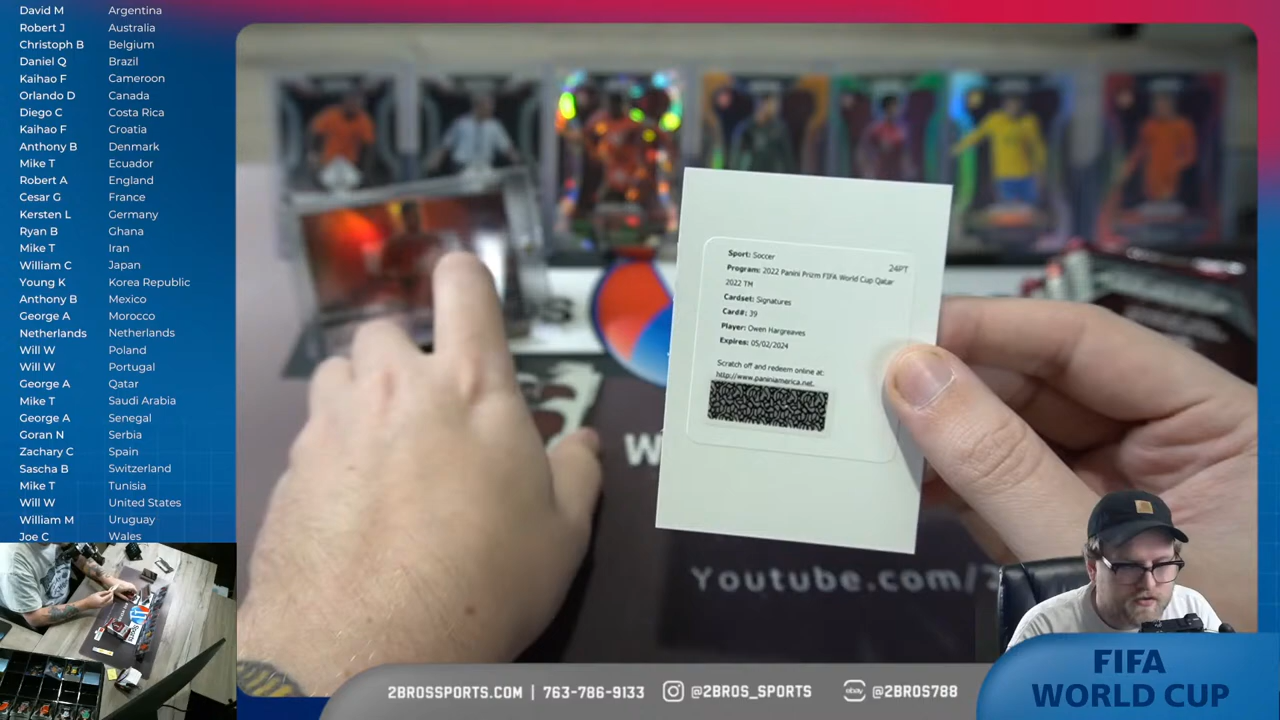 David M Argentina
Robert J Australia
Christoph B Belgium
Daniel Q Brazil
Kaihao F Cameroon
Orlando D Canada
Diego C Costa Rica
Kaihao F Croatia
Anthony B Denmark
Mike T Ecuador
Robert A England
Cesar G France
Kersten L Germany
Ryan B Ghana
Mike T Iran
William C Japan
Young K Korea Republic
Anthony B Mexico
George A Morocco
Netherlands Netherlands
Will W Poland
Will W Portugal
George A Qatar
Mike T Saudi Arabia
George A Senegal
Goran N Serbia
Zachary C Spain
Sascha B Switzerland
Mike T Tunisia
Will W United States
William M Uruguay
Joe C Wales
Sport: Soccer
24PT
Program: 2022 Panini Prizm FIFA World Cup Qatar
2022 TM
Cardset: Signatures
Card#: 39
Player: Owen Hargreaves
Expires: 05/02/2024
Scratch off and redeem online at:
http://www.paniniamerica.net.
Youtube.com/
2BROSSPORTS.COM | 763-786-9133 @2BROS_SPORTS @2BROS788
FIFA
WORLD CUP